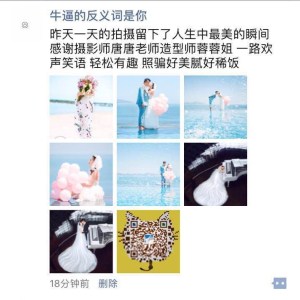 牛逼的反义词是你
昨天一天的拍摄留下了人生中最美的瞬间
感谢摄影师唐唐老师造型师蓉蓉姐 一路欢
声笑语 轻松有趣 照骗好美腻好稀饭
18分钟前 删除